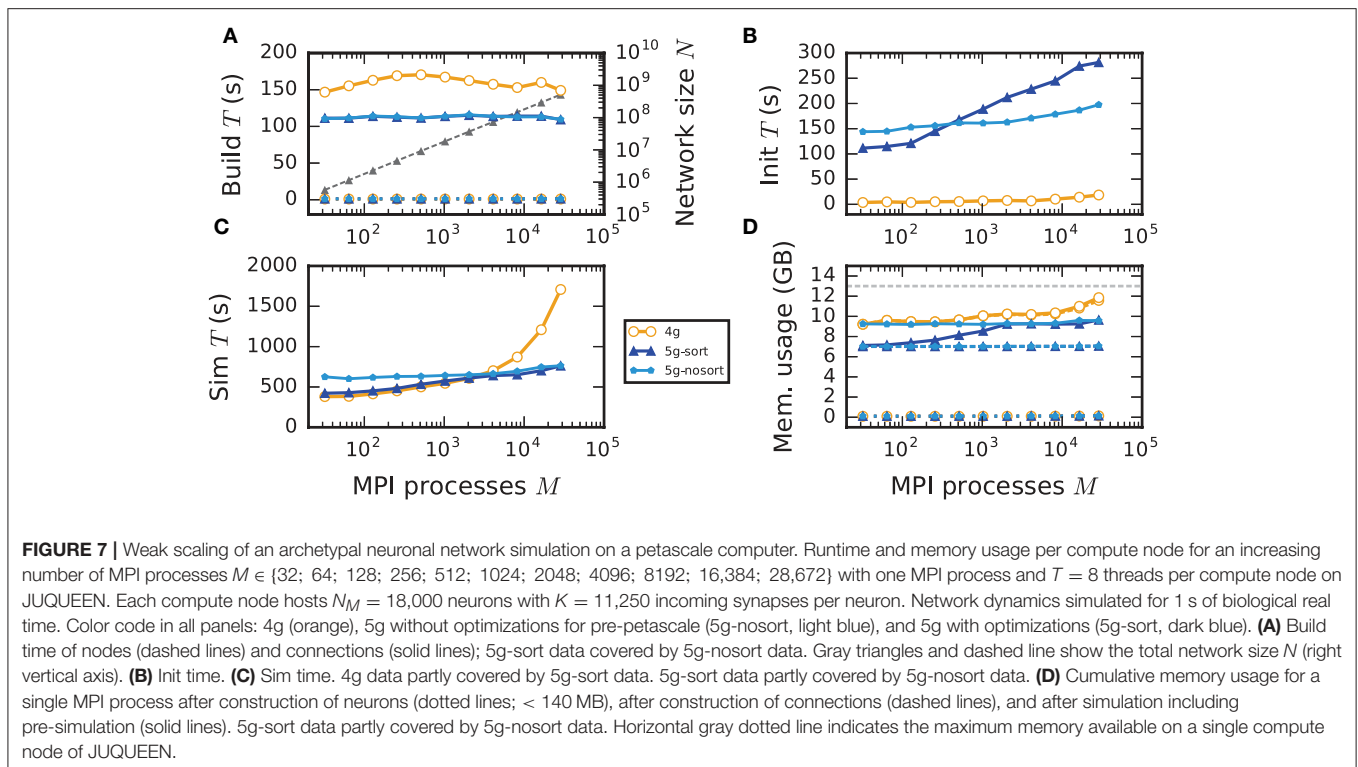 A
200
150
100
50
0
Build T (s)
10^10
10^9
10^8
10^7
10^6
10^5
Network size N
10^2
10^3
10^4
10^5
B
300
250
200
150
100
50
0
Init T (s)
10^2
10^3
10^4
10^5
C
2000
1500
1000
500
0
Sim T (s)
10^2
10^3
10^4
10^5
MPI processes M
4g
5g-sort
5g-nosort
D
14
12
10
8
6
4
2
0
Mem. usage (GB)
10^2
10^3
10^4
10^5
MPI processes M
FIGURE 7 | Weak scaling of an archetypal neuronal network simulation on a petascale computer. Runtime and memory usage per compute node for an increasing
number of MPI processes M ∈ {32; 64; 128; 256; 512; 1024; 2048; 4096; 8192; 16,384; 28,672} with one MPI process and T = 8 threads per compute node on
JUQUEEN. Each compute node hosts N_M = 18,000 neurons with K = 11,250 incoming synapses per neuron. Network dynamics simulated for 1 s of biological real
time. Color code in all panels: 4g (orange), 5g without optimizations for pre-petascale (5g-nosort, light blue), and 5g with optimizations (5g-sort, dark blue). (A) Build
time of nodes (dashed lines) and connections (solid lines); 5g-sort data covered by 5g-nosort data. Gray triangles and dashed line show the total network size N (right
vertical axis). (B) Init time. (C) Sim time. 4g data partly covered by 5g-sort data. 5g-sort data partly covered by 5g-nosort data. (D) Cumulative memory usage for a
single MPI process after construction of neurons (dotted lines; < 140 MB), after construction of connections (dashed lines), and after simulation including
pre-simulation (solid lines). 5g-sort data partly covered by 5g-nosort data. Horizontal gray dotted line indicates the maximum memory available on a single compute
node of JUQUEEN.